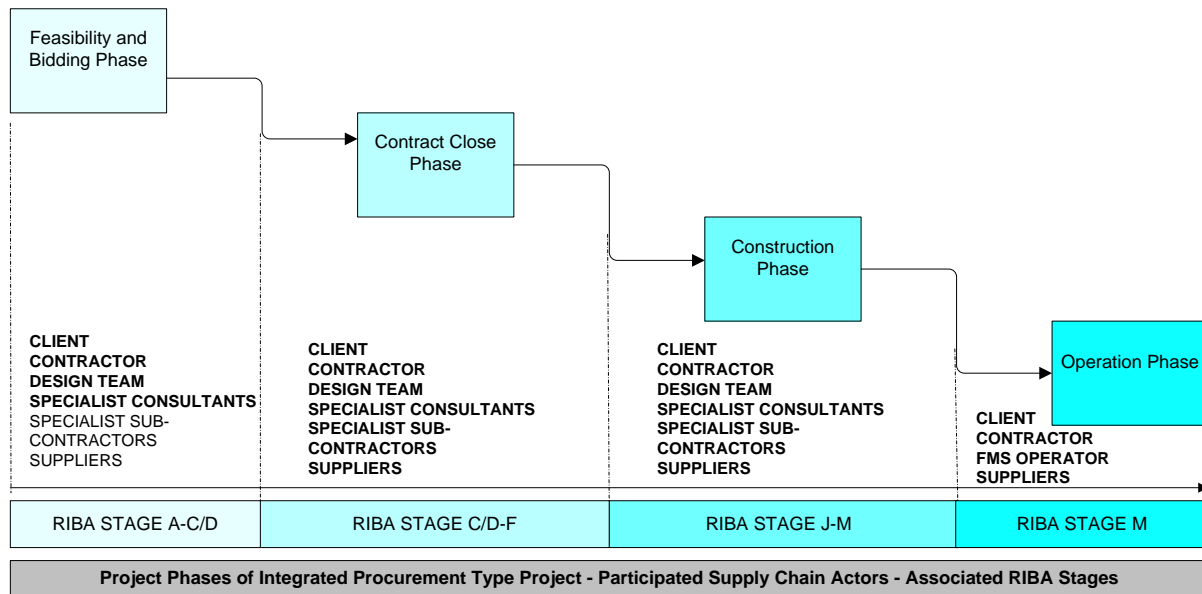 Feasibility and
Bidding Phase
Contract Close
Phase
Construction
Phase
Operation Phase
CLIENT
CONTRACTOR
DESIGN TEAM
SPECIALIST CONSULTANTS
SPECIALIST SUB-
CONTRACTORS
SUPPLIERS
CLIENT
CONTRACTOR
DESIGN TEAM
SPECIALIST CONSULTANTS
SPECIALIST SUB-
CONTRACTORS
SUPPLIERS
CLIENT
CONTRACTOR
DESIGN TEAM
SPECIALIST CONSULTANTS
SPECIALIST SUB-
CONTRACTORS
SUPPLIERS
CLIENT
CONTRACTOR
FMS OPERATOR
SUPPLIERS
RIBA STAGE A-C/D
RIBA STAGE C/D-F
RIBA STAGE J-M
RIBA STAGE M
Project Phases of Integrated Procurement Type Project - Participated Supply Chain Actors - Associated RIBA Stages